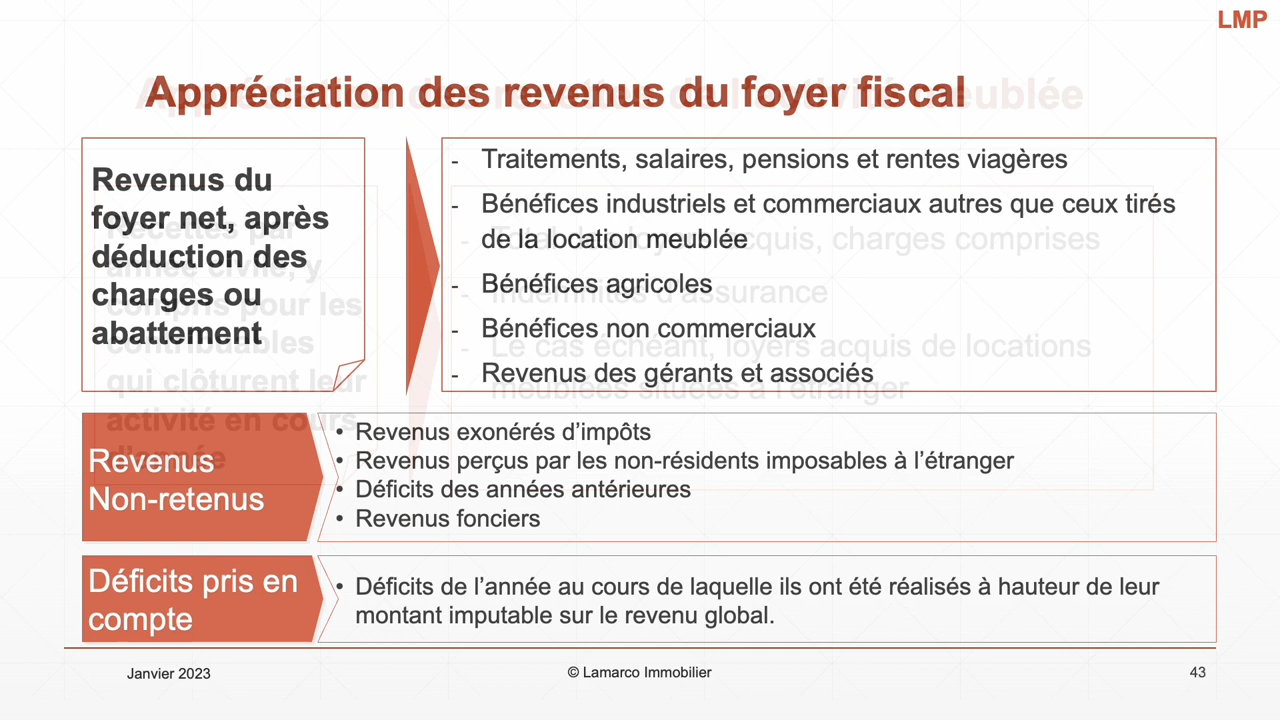 LMP
Appréciation des revenus du foyer fiscal
Revenus du
foyer net, après
déduction des
charges ou
abattement
- Traitements, salaires, pensions et rentes viagères
- Bénéfices industriels et commerciaux autres que ceux tirés
de la location meublée
- Bénéfices agricoles
- Bénéfices non commerciaux
- Revenus des gérants et associés
Revenus
Non-retenus
• Revenus exonérés d’impôts
• Revenus perçus par les non-résidents imposables à l’étranger
• Déficits des années antérieures
• Revenus fonciers
Déficits pris en
compte
• Déficits de l’année au cours de laquelle ils ont été réalisés à hauteur de leur
montant imputable sur le revenu global.
Janvier 2023
© Lamarco Immobilier
43